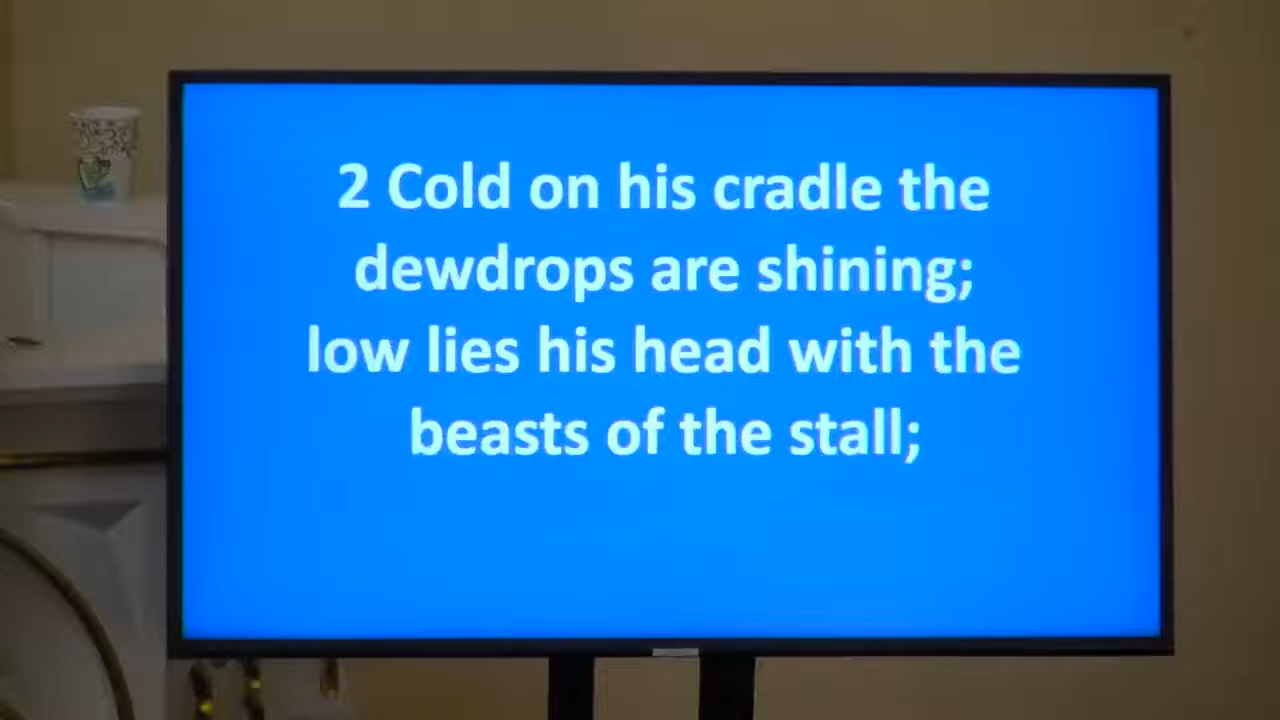 2 Cold on his cradle the
dewdrops are shining;
low lies his head with the
beasts of the stall;